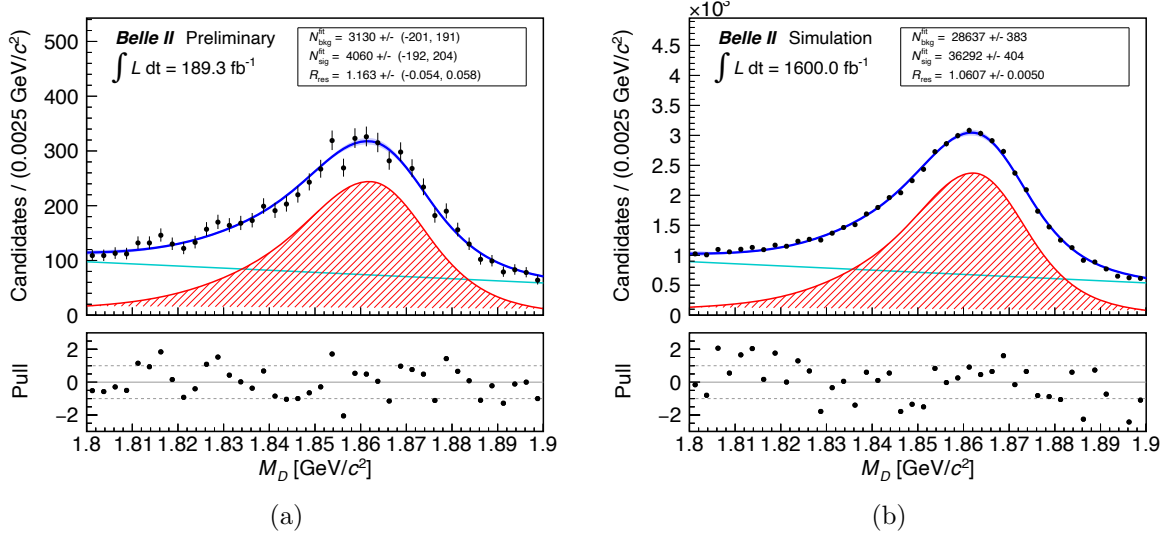 Belle II Preliminary
∫ L dt = 189.3 fb⁻¹
N_bkg^fit = 3130 +/- (-201, 191)
N_sig^fit = 4060 +/- (-192, 204)
R_res = 1.163 +/- (-0.054, 0.058)
Candidates / (0.0025 GeV/c²)
500
400
300
200
100
0
Pull
2
0
−2
1.8 1.81 1.82 1.83 1.84 1.85 1.86 1.87 1.88 1.89 1.9
M_D [GeV/c²]
(a)
Belle II Simulation
∫ L dt = 1600.0 fb⁻¹
N_bkg^fit = 28637 +/- 383
N_sig^fit = 36292 +/- 404
R_res = 1.0607 +/- 0.0050
Candidates / (0.0025 GeV/c²)
4.5
4
3.5
3
2.5
2
1.5
1
0.5
0
Pull
2
0
−2
1.8 1.81 1.82 1.83 1.84 1.85 1.86 1.87 1.88 1.89 1.9
M_D [GeV/c²]
(b)